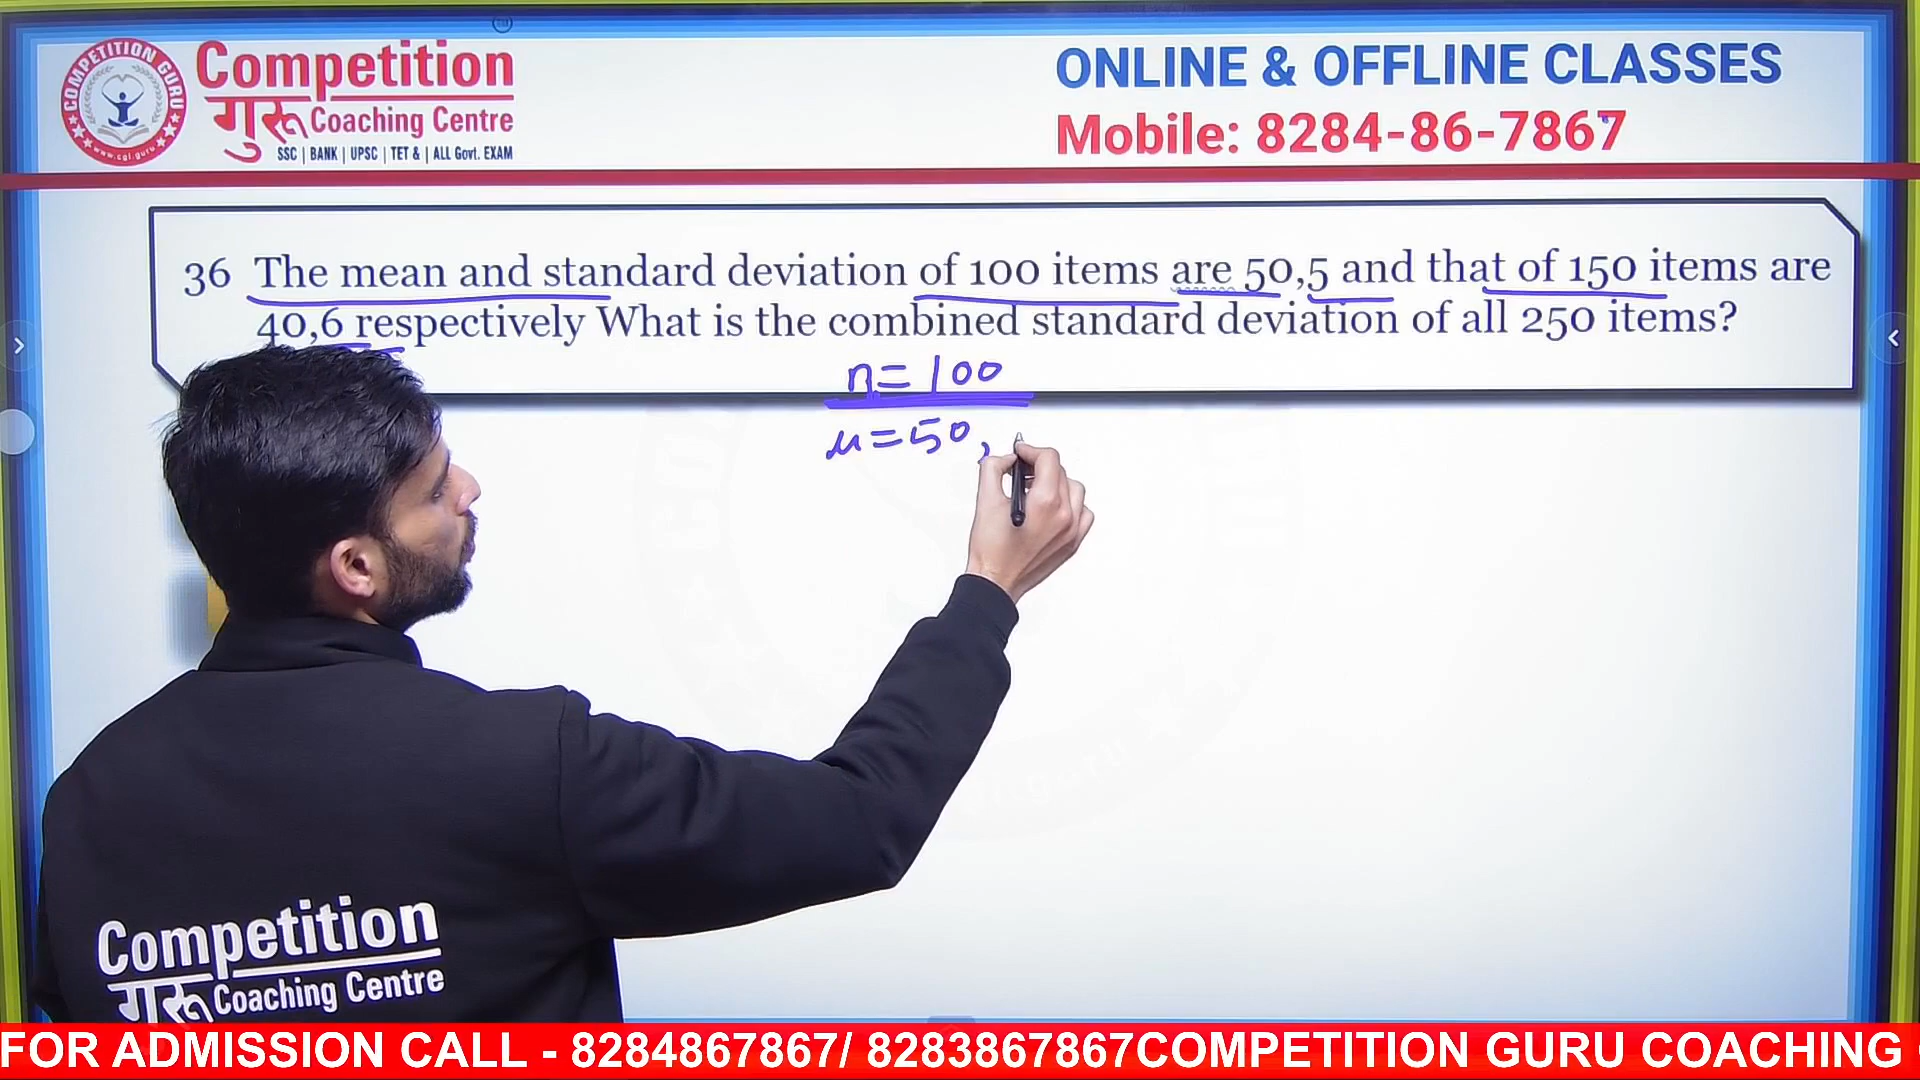 COMPETITION GURU
www.cgl.guru
Competition
गुरू Coaching Centre
SSC | BANK | UPSC | TET & | ALL Govt. EXAM
ONLINE & OFFLINE CLASSES
Mobile: 8284-86-7867
36 The mean and standard deviation of 100 items are 50,5 and that of 150 items are
40,6 respectively What is the combined standard deviation of all 250 items?
n = 100
μ = 50,
Competition
गुरू Coaching Centre
FOR ADMISSION CALL - 8284867867/ 8283867867COMPETITION GURU COACHING